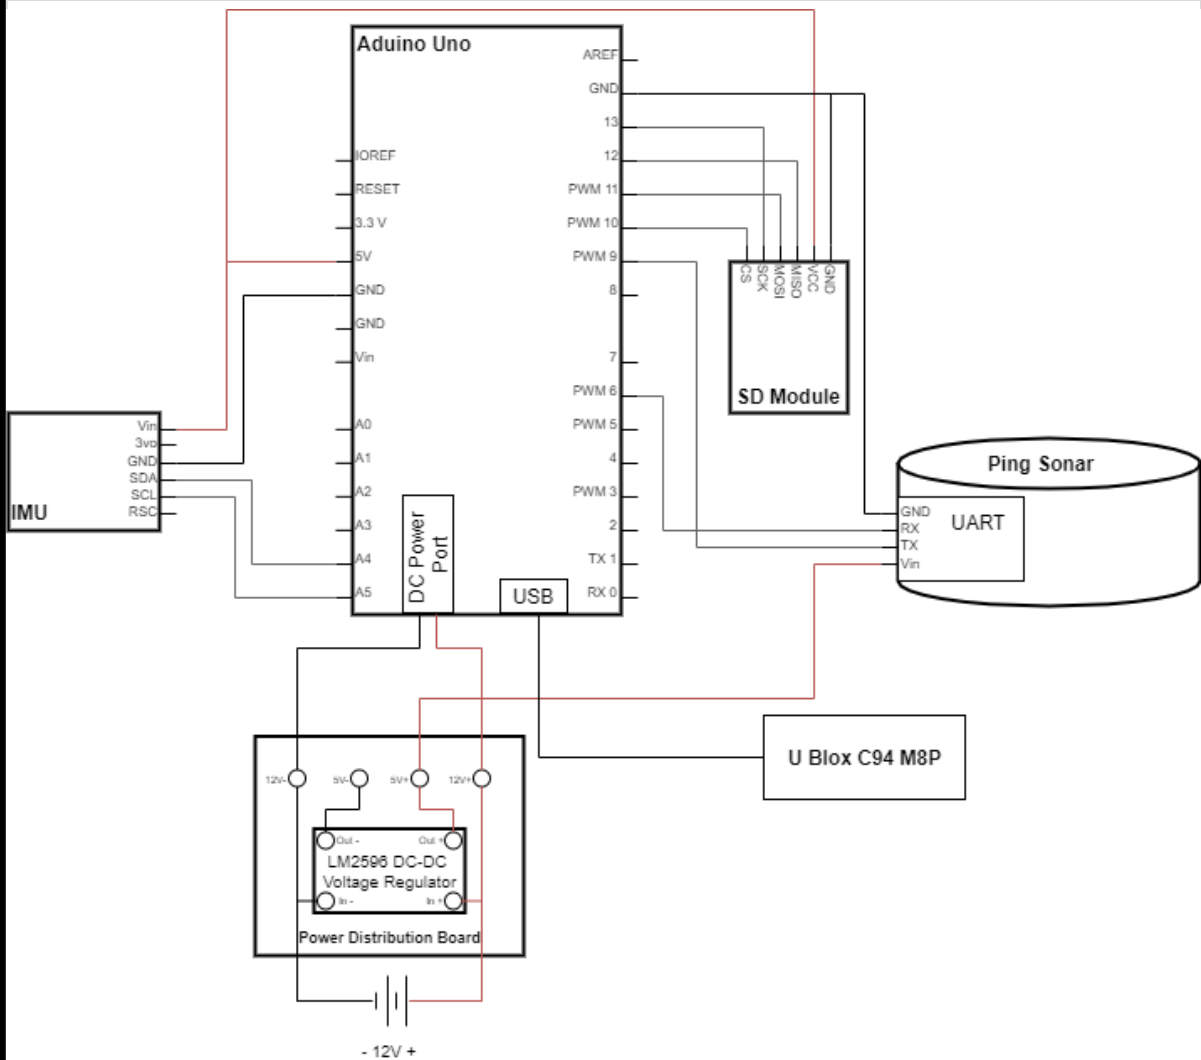 Aduino Uno
AREF
GND
13
12
PWM 11
PWM 10
PWM 9
8
7
PWM 6
PWM 5
4
PWM 3
2
TX 1
RX 0
IOREF
RESET
3.3 V
5V
GND
GND
Vin
A0
A1
A2
A3
A4
A5
DC Power
Port
USB
CS
SCK
MOSI
MISO
VCC
GND
SD Module
Vin
3vo
GND
SDA
SCL
RSC
IMU
Ping Sonar
GND
RX
TX
Vin
UART
U Blox C94 M8P
12V-
5V-
5V+
12V+
Out -
Out +
LM2596 DC-DC
Voltage Regulator
In -
In +
Power Distribution Board
- 12V +